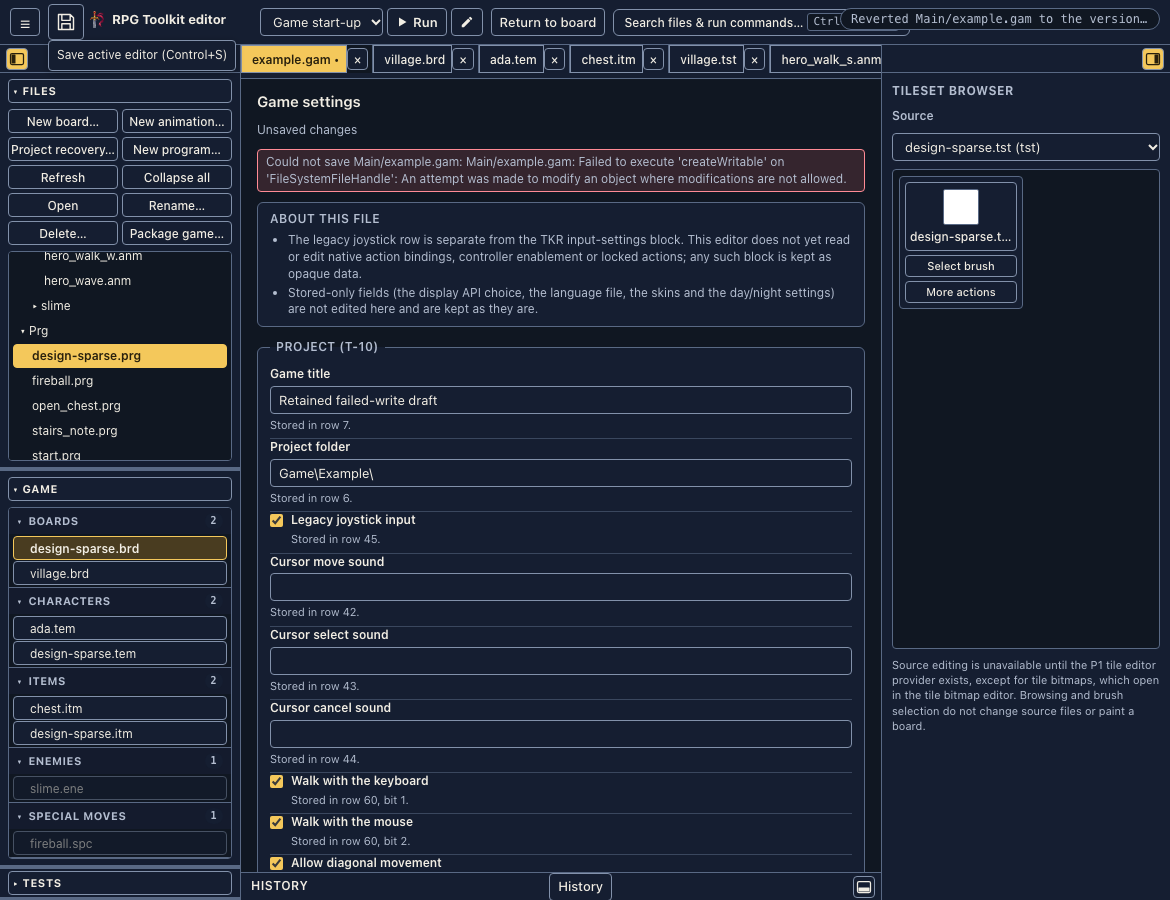 RPG Toolkit editor
Game start-up
Run
Return to board
Search files & run commands...
Ctrl
Reverted Main/example.gam to the version...
Save active editor (Control+S)
example.gam •
×
village.brd
×
ada.tem
×
chest.itm
×
village.tst
×
hero_walk_s.anm
FILES
New board...
New animation...
Project recovery...
New program...
Refresh
Collapse all
Open
Rename...
Delete...
Package game...
hero_walk_w.anm
hero_wave.anm
slime
Prg
design-sparse.prg
fireball.prg
open_chest.prg
stairs_note.prg
start.prg
GAME
BOARDS 2
design-sparse.brd
village.brd
CHARACTERS 2
ada.tem
design-sparse.tem
ITEMS 2
chest.itm
design-sparse.itm
ENEMIES 1
slime.ene
SPECIAL MOVES 1
fireball.spc
TESTS
Game settings
Unsaved changes
Could not save Main/example.gam: Main/example.gam: Failed to execute 'createWritable' on
'FileSystemFileHandle': An attempt was made to modify an object where modifications are not allowed.
ABOUT THIS FILE
• The legacy joystick row is separate from the TKR input-settings block. This editor does not yet read
or edit native action bindings, controller enablement or locked actions; any such block is kept as
opaque data.
• Stored-only fields (the display API choice, the language file, the skins and the day/night settings)
are not edited here and are kept as they are.
PROJECT (T-10)
Game title
Retained failed-write draft
Stored in row 7.
Project folder
Game\Example\
Stored in row 6.
Legacy joystick input
Stored in row 45.
Cursor move sound
Stored in row 42.
Cursor select sound
Stored in row 43.
Cursor cancel sound
Stored in row 44.
Walk with the keyboard
Stored in row 60, bit 1.
Walk with the mouse
Stored in row 60, bit 2.
Allow diagonal movement
HISTORY
History
TILESET BROWSER
Source
design-sparse.tst (tst)
design-sparse.t...
Select brush
More actions
Source editing is unavailable until the P1 tile editor
provider exists, except for tile bitmaps, which open
in the tile bitmap editor. Browsing and brush
selection do not change source files or paint a
board.